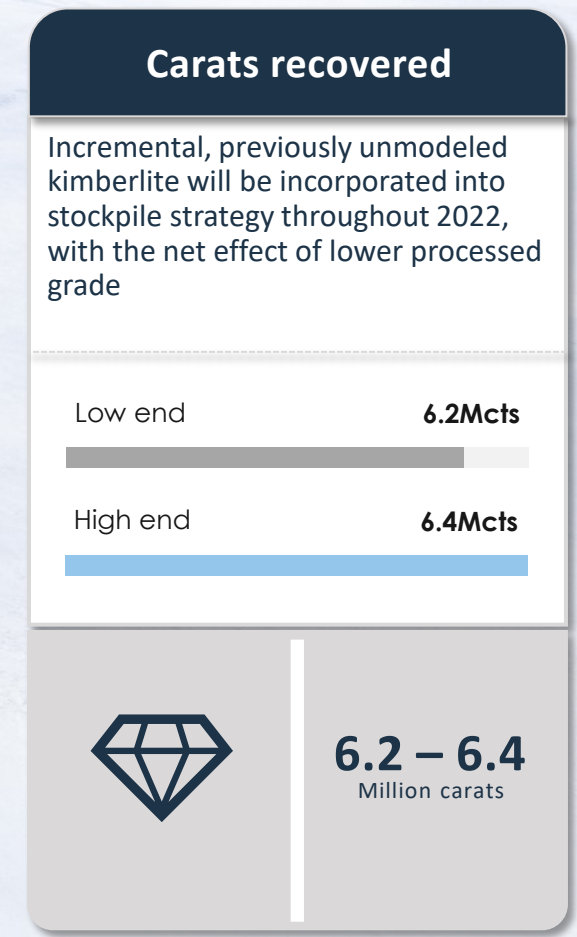 Carats recovered
Incremental, previously unmodeled
kimberlite will be incorporated into
stockpile strategy throughout 2022,
with the net effect of lower processed
grade
Low end 6.2Mcts
High end 6.4Mcts
6.2 – 6.4
Million carats